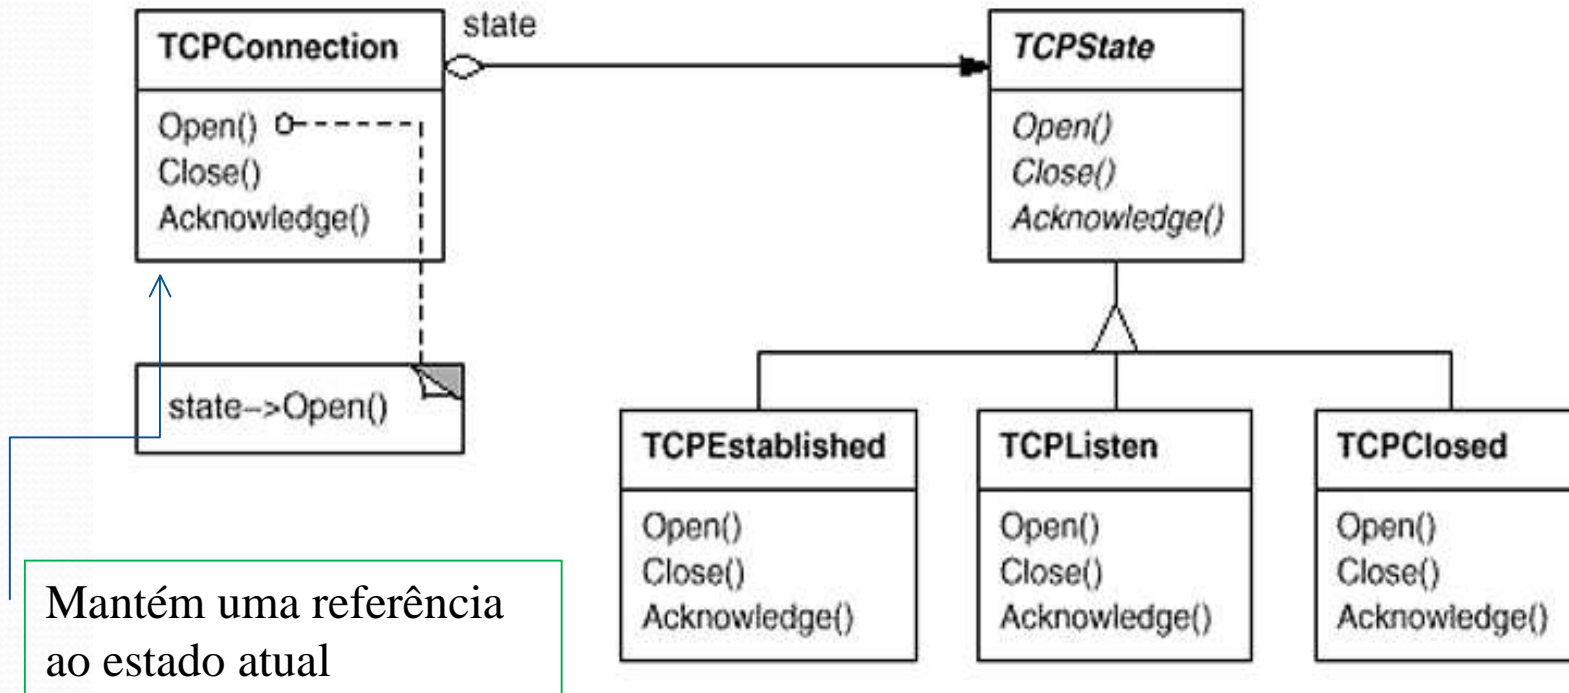 TCPConnection
Open()
Close()
Acknowledge()
state
TCPState
Open()
Close()
Acknowledge()
state->Open()
TCPEstablished
Open()
Close()
Acknowledge()
TCPListen
Open()
Close()
Acknowledge()
TCPClosed
Open()
Close()
Acknowledge()
Mantém uma referência
ao estado atual